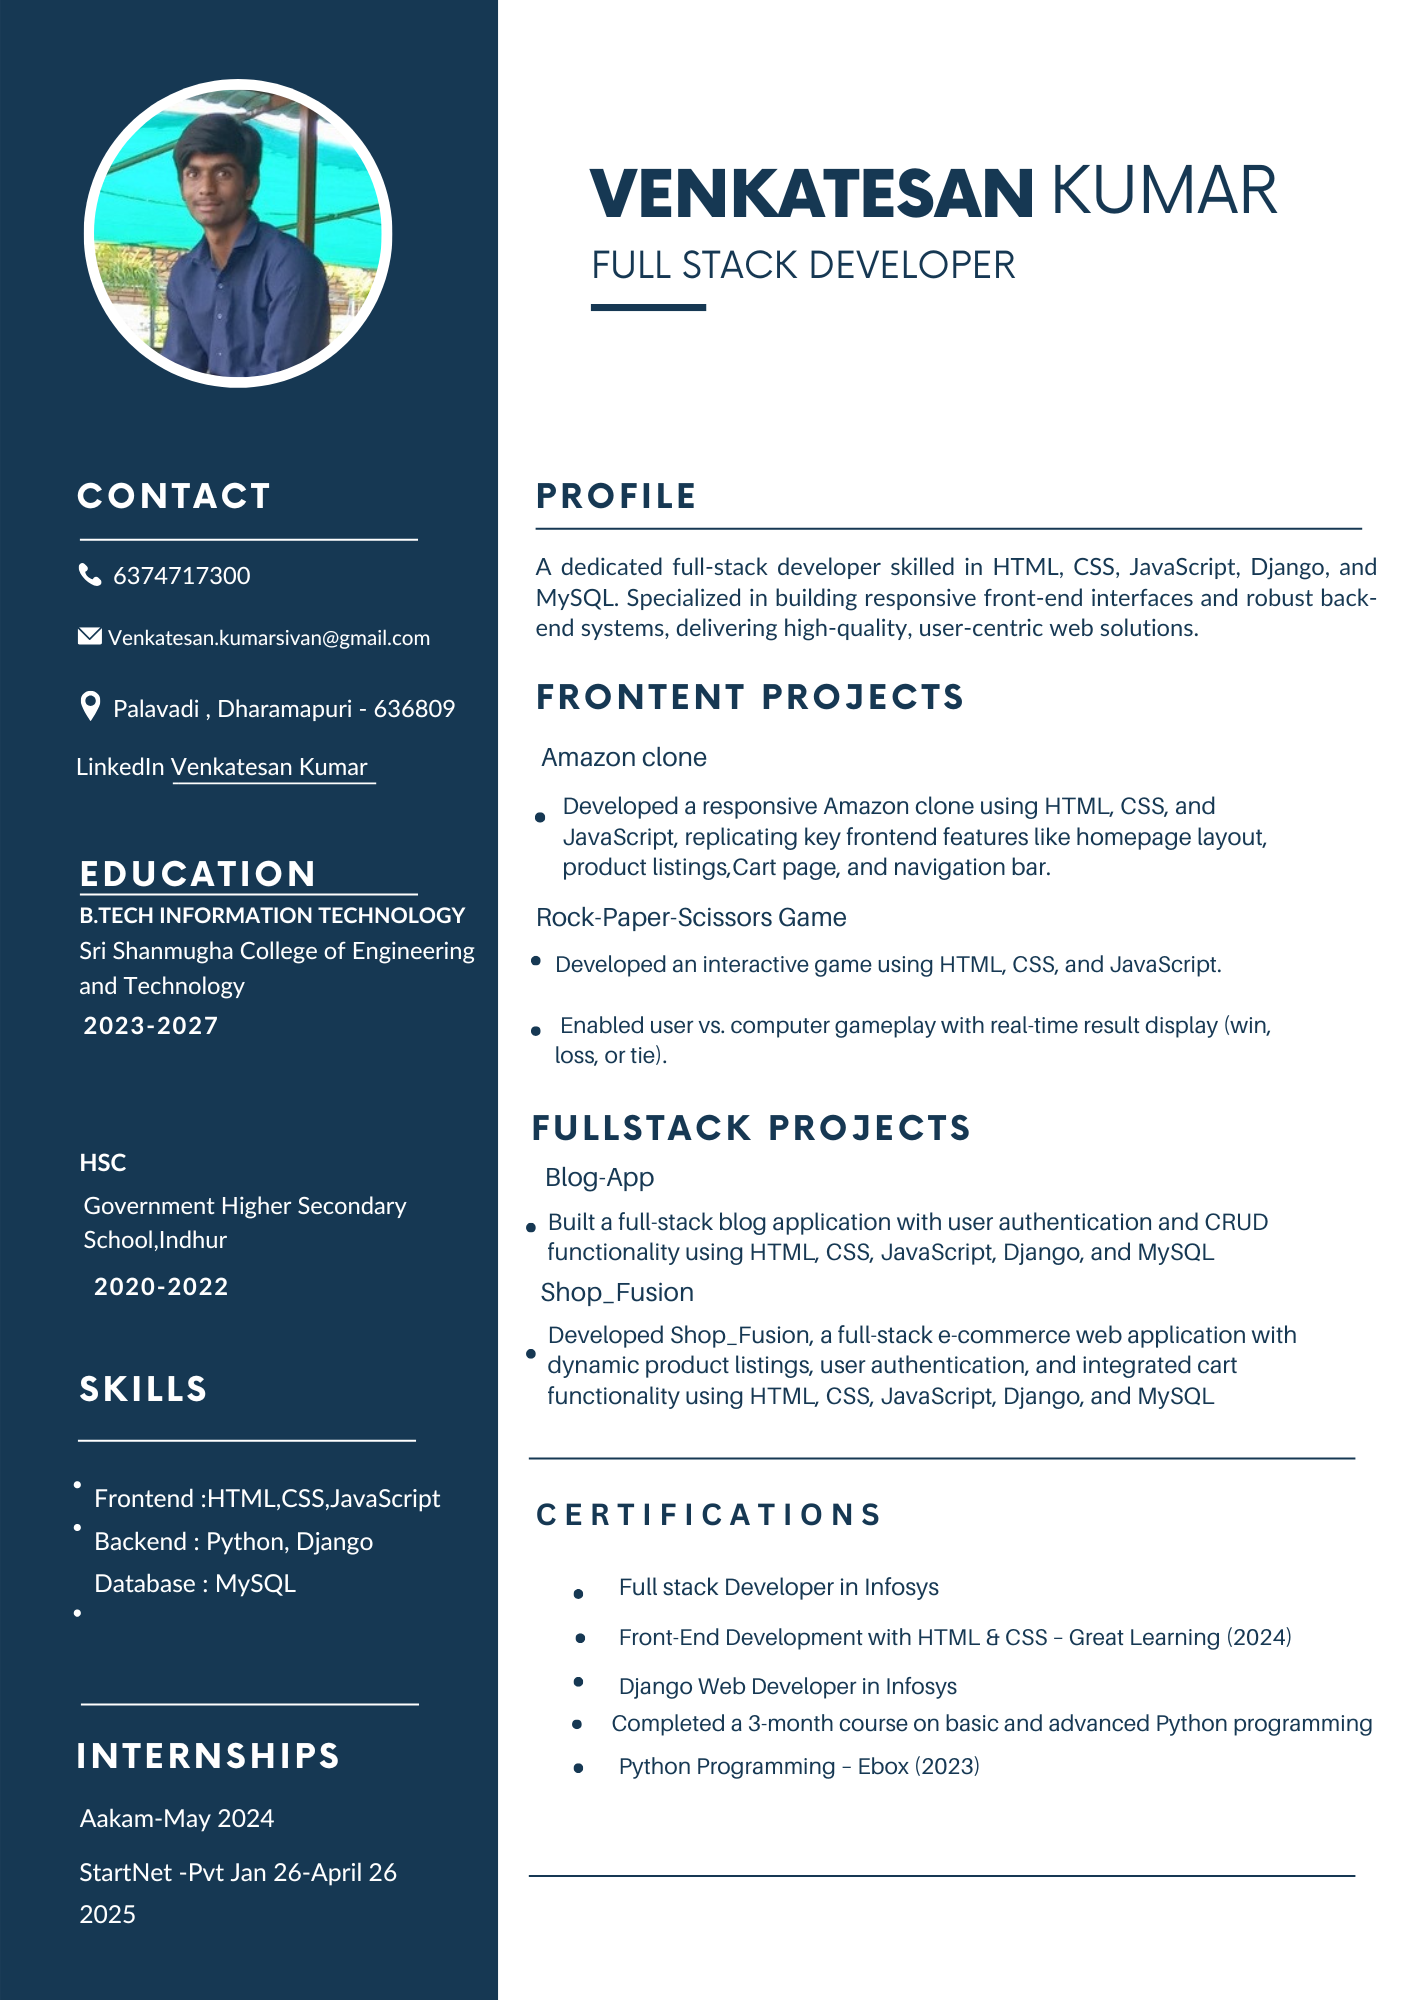 VENKATESAN KUMAR
FULL STACK DEVELOPER
CONTACT
6374717300
Venkatesan.kumarsivan@gmail.com
Palavadi , Dharamapuri - 636809
LinkedIn Venkatesan Kumar
EDUCATION
B.TECH INFORMATION TECHNOLOGY
Sri Shanmugha College of Engineering
and Technology
2023-2027
HSC
Government Higher Secondary
School,Indhur
2020-2022
SKILLS
• Frontend :HTML,CSS,JavaScript
• Backend : Python, Django
Database : MySQL
•
INTERNSHIPS
Aakam-May 2024
StartNet -Pvt Jan 26-April 26
2025
PROFILE
A dedicated full-stack developer skilled in HTML, CSS, JavaScript, Django, and
MySQL. Specialized in building responsive front-end interfaces and robust back-
end systems, delivering high-quality, user-centric web solutions.
FRONTENT PROJECTS
Amazon clone
• Developed a responsive Amazon clone using HTML, CSS, and
JavaScript, replicating key frontend features like homepage layout,
product listings,Cart page, and navigation bar.
Rock-Paper-Scissors Game
• Developed an interactive game using HTML, CSS, and JavaScript.
• Enabled user vs. computer gameplay with real-time result display (win,
loss, or tie).
FULLSTACK PROJECTS
Blog-App
• Built a full-stack blog application with user authentication and CRUD
functionality using HTML, CSS, JavaScript, Django, and MySQL
Shop_Fusion
• Developed Shop_Fusion, a full-stack e-commerce web application with
dynamic product listings, user authentication, and integrated cart
functionality using HTML, CSS, JavaScript, Django, and MySQL
CERTIFICATIONS
• Full stack Developer in Infosys
• Front-End Development with HTML & CSS – Great Learning (2024)
• Django Web Developer in Infosys
• Completed a 3-month course on basic and advanced Python programming
• Python Programming – Ebox (2023)